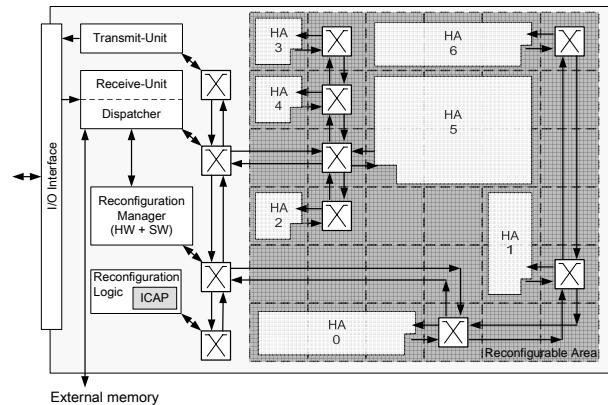 Transmit-Unit
Receive-Unit
Dispatcher
I/O Interface
Reconfiguration
Manager
(HW + SW)
Reconfiguration
Logic
ICAP
External memory
HA
3
HA
4
HA
2
HA
6
HA
5
HA
1
HA
0
Reconfigurable Area